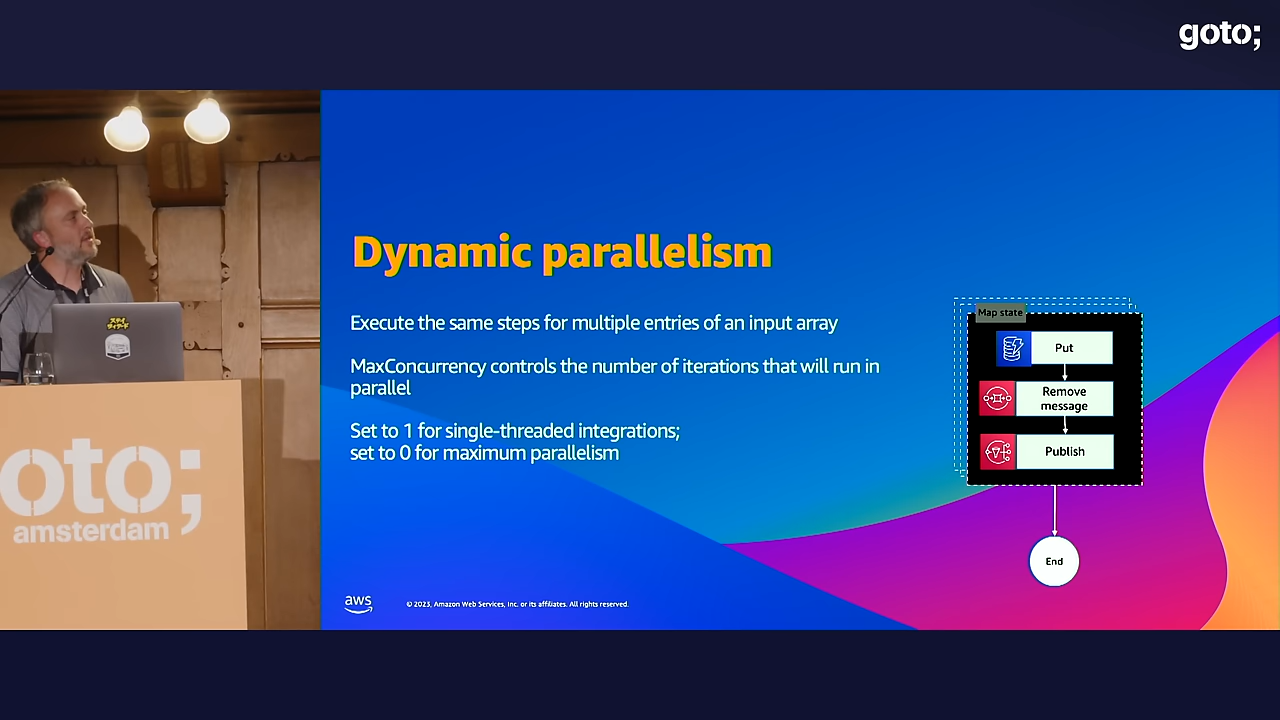 goto;
Dynamic parallelism
Execute the same steps for multiple entries of an input array
MaxConcurrency controls the number of iterations that will run in
parallel
Set to 1 for single-threaded integrations;
set to 0 for maximum parallelism
Map state
Put
Remove
message
Publish
End
oto;
amsterdam
aws
© 2023, Amazon Web Services, Inc. or its affiliates. All rights reserved.